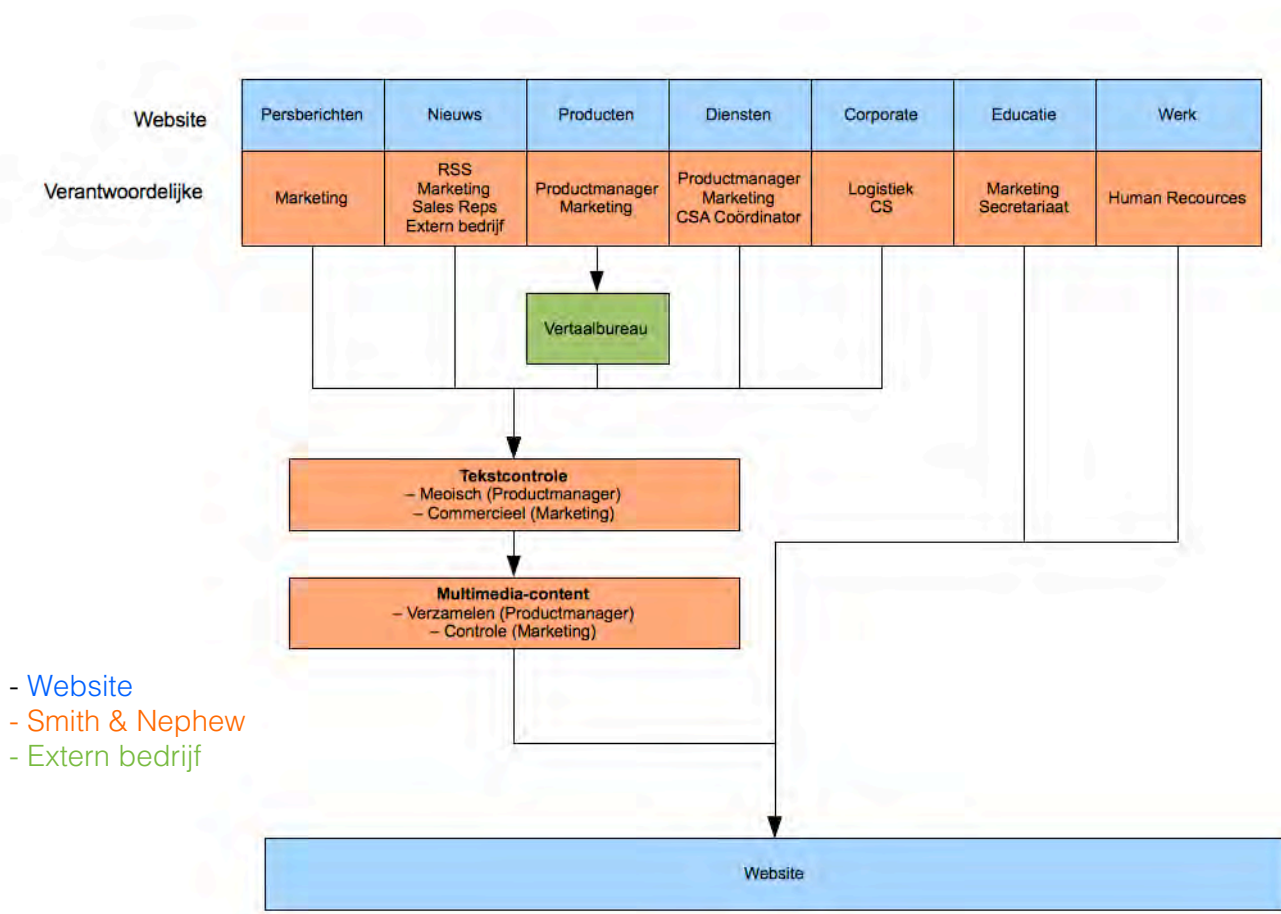 Website
Persberichten
Nieuws
Producten
Diensten
Corporate
Educatie
Werk
Verantwoordelijke
Marketing
RSS
Marketing
Sales Reps
Extern bedrijf
Productmanager
Marketing
Productmanager
Marketing
CSA Coördinator
Logistiek
CS
Marketing
Secretariaat
Human Recources
Vertaalbureau
Tekstcontrole
– Meoisch (Productmanager)
– Commercieel (Marketing)
Multimedia-content
– Verzamelen (Productmanager)
– Controle (Marketing)
- Website
- Smith & Nephew
- Extern bedrijf
Website